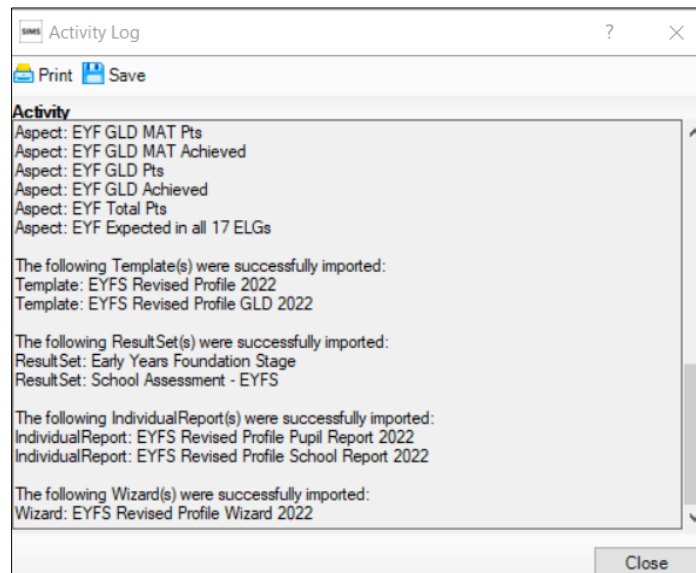 SIMS Activity Log ?
Print Save
Activity
Aspect: EYF GLD MAT Pts
Aspect: EYF GLD MAT Achieved
Aspect: EYF GLD Pts
Aspect: EYF GLD Achieved
Aspect: EYF Total Pts
Aspect: EYF Expected in all 17 ELGs
The following Template(s) were successfully imported:
Template: EYFS Revised Profile 2022
Template: EYFS Revised Profile GLD 2022
The following ResultSet(s) were successfully imported:
ResultSet: Early Years Foundation Stage
ResultSet: School Assessment - EYFS
The following IndividualReport(s) were successfully imported:
IndividualReport: EYFS Revised Profile Pupil Report 2022
IndividualReport: EYFS Revised Profile School Report 2022
The following Wizard(s) were successfully imported:
Wizard: EYFS Revised Profile Wizard 2022
Close